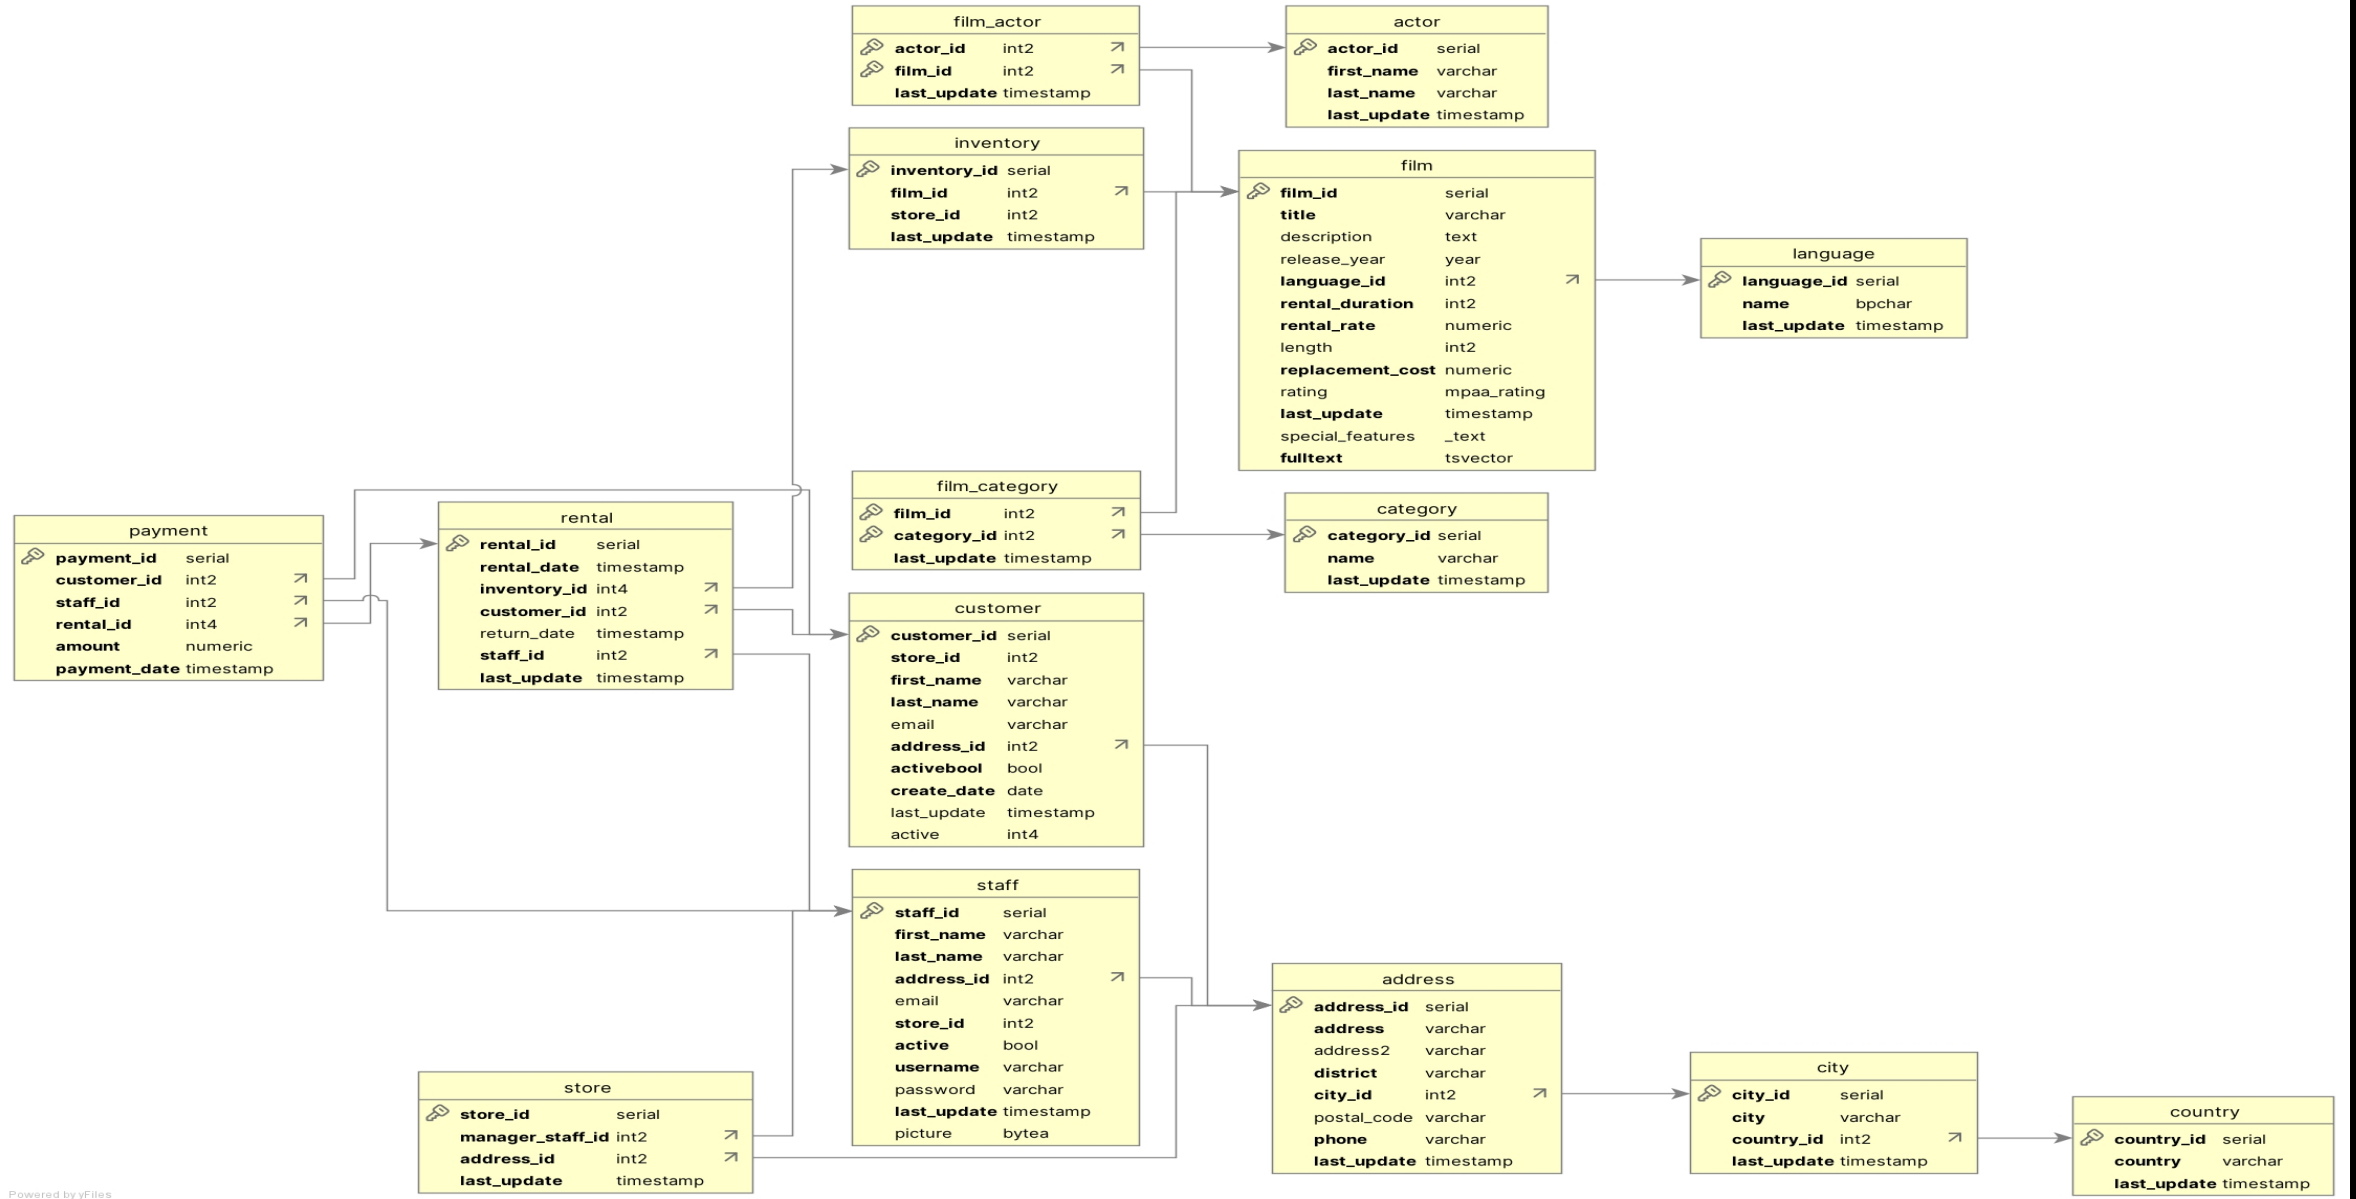 film_actor
actor_id int2
film_id int2
last_update timestamp
actor
actor_id serial
first_name varchar
last_name varchar
last_update timestamp
inventory
inventory_id serial
film_id int2
store_id int2
last_update timestamp
film
film_id serial
title varchar
description text
release_year year
language_id int2
rental_duration int2
rental_rate numeric
length int2
replacement_cost numeric
rating mpaa_rating
last_update timestamp
special_features _text
fulltext tsvector
language
language_id serial
name bpchar
last_update timestamp
payment
payment_id serial
customer_id int2
staff_id int2
rental_id int4
amount numeric
payment_date timestamp
rental
rental_id serial
rental_date timestamp
inventory_id int4
customer_id int2
return_date timestamp
staff_id int2
last_update timestamp
film_category
film_id int2
category_id int2
last_update timestamp
category
category_id serial
name varchar
last_update timestamp
customer
customer_id serial
store_id int2
first_name varchar
last_name varchar
email varchar
address_id int2
activebool bool
create_date date
last_update timestamp
active int4
staff
staff_id serial
first_name varchar
last_name varchar
address_id int2
email varchar
store_id int2
active bool
username varchar
password varchar
last_update timestamp
picture bytea
store
store_id serial
manager_staff_id int2
address_id int2
last_update timestamp
address
address_id serial
address varchar
address2 varchar
district varchar
city_id int2
postal_code varchar
phone varchar
last_update timestamp
city
city_id serial
city varchar
country_id int2
last_update timestamp
country
country_id serial
country varchar
last_update timestamp
Powered by yFiles